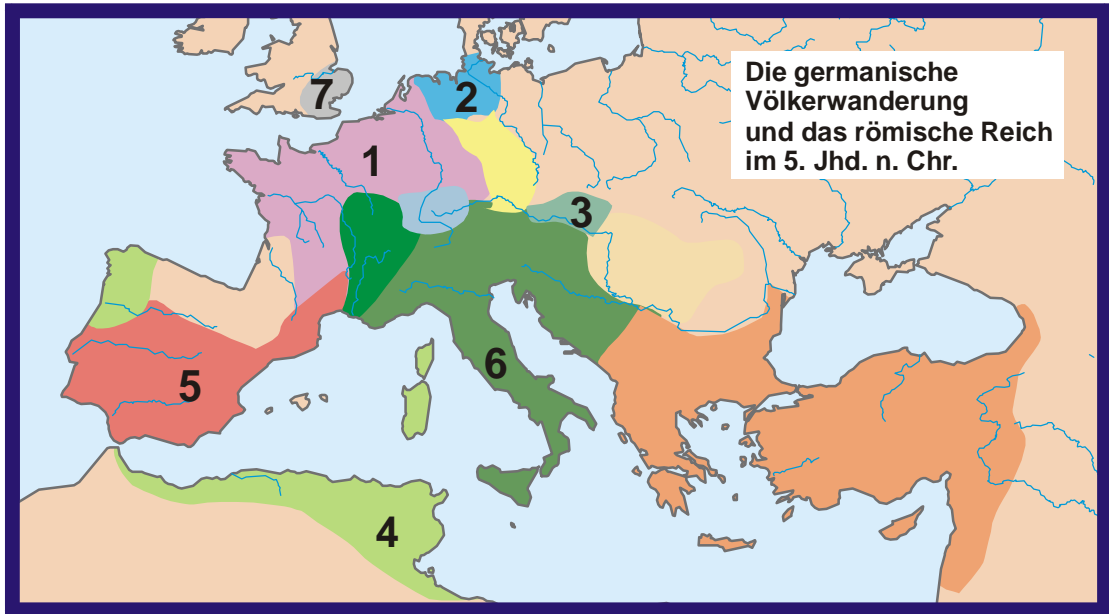 Die germanische
Völkerwanderung
und das römische Reich
im 5. Jhd. n. Chr.
7
2
1
3
6
5
4